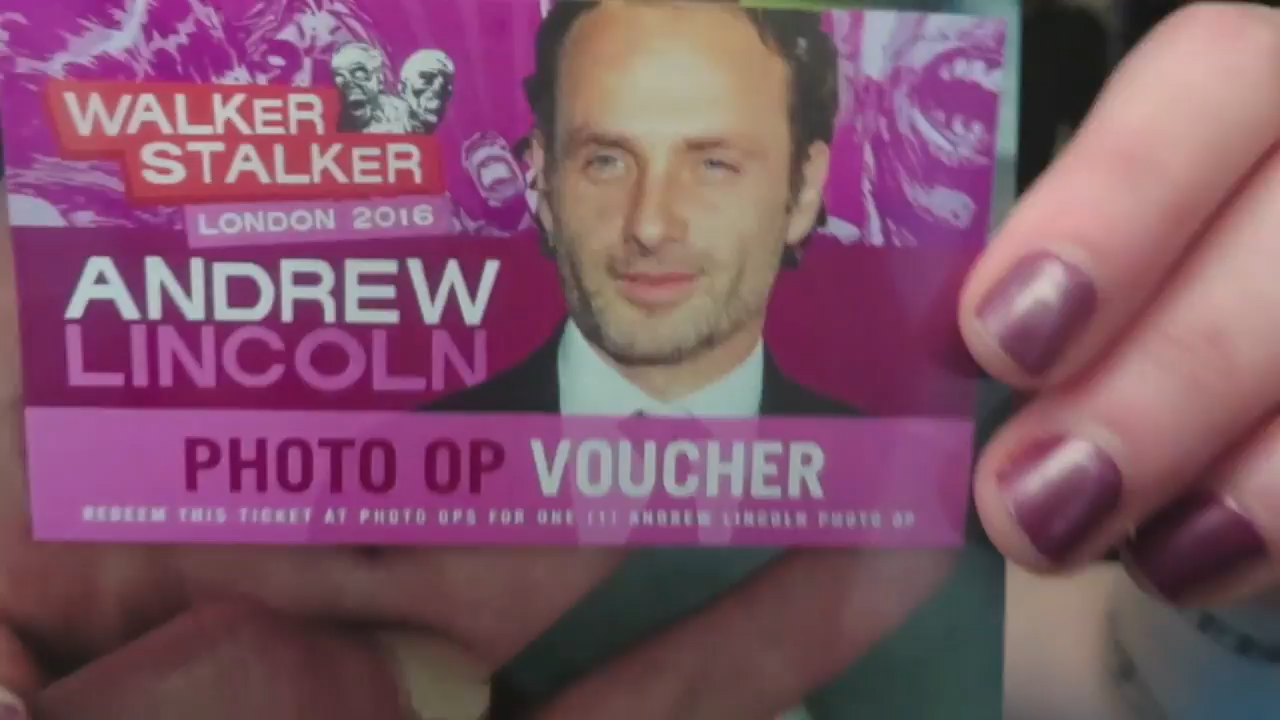 WALKER
STALKER
LONDON 2016
ANDREW
LINCOLN
PHOTO OP VOUCHER
REDEEM THIS TICKET AT PHOTO OPS FOR ONE (1) ANDREW LINCOLN PHOTO OP